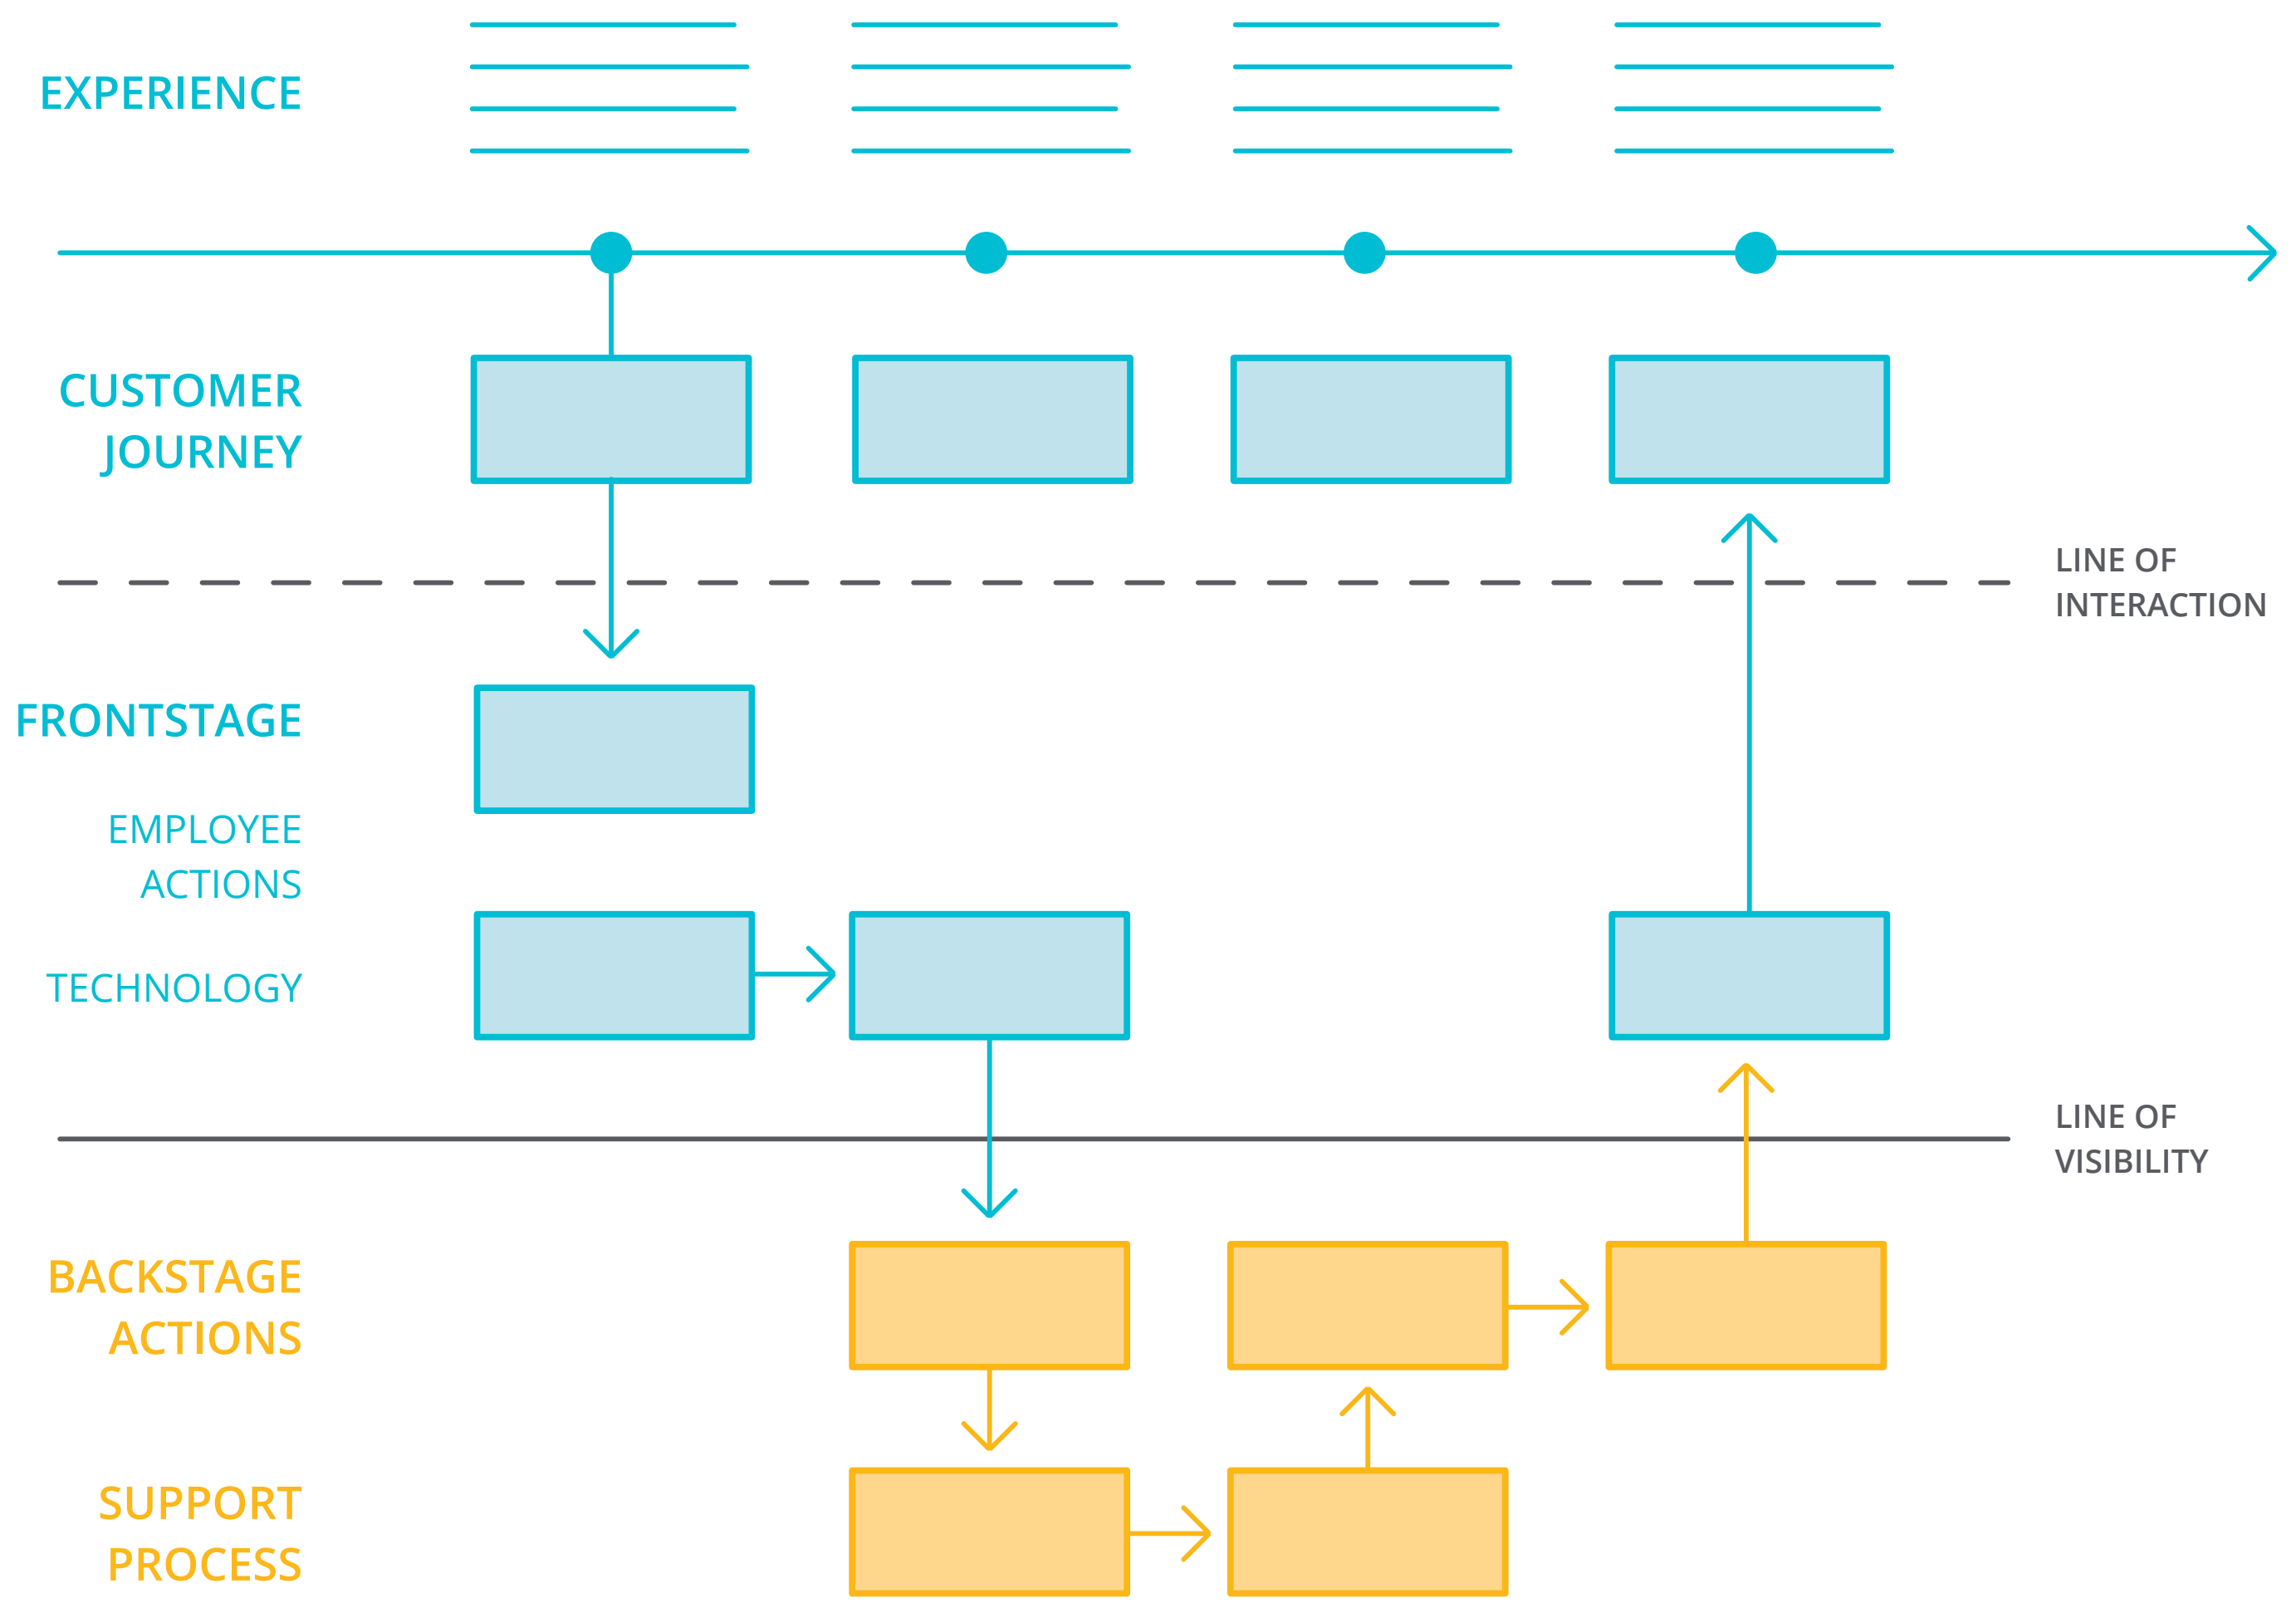 EXPERIENCE
CUSTOMER
JOURNEY
LINE OF
INTERACTION
FRONTSTAGE
EMPLOYEE
ACTIONS
TECHNOLOGY
LINE OF
VISIBILITY
BACKSTAGE
ACTIONS
SUPPORT
PROCESS